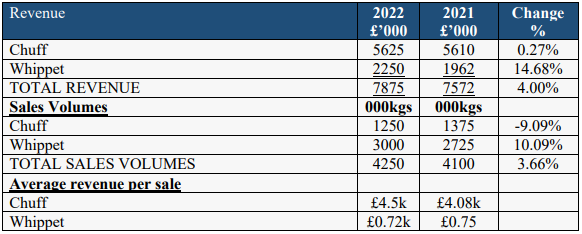 Revenue 2022 £'000 2021 £'000 Change %
Chuff 5625 5610 0.27%
Whippet 2250 1962 14.68%
TOTAL REVENUE 7875 7572 4.00%
Sales Volumes 000kgs 000kgs
Chuff 1250 1375 -9.09%
Whippet 3000 2725 10.09%
TOTAL SALES VOLUMES 4250 4100 3.66%
Average revenue per sale
Chuff £4.5k £4.08k
Whippet £0.72k £0.75